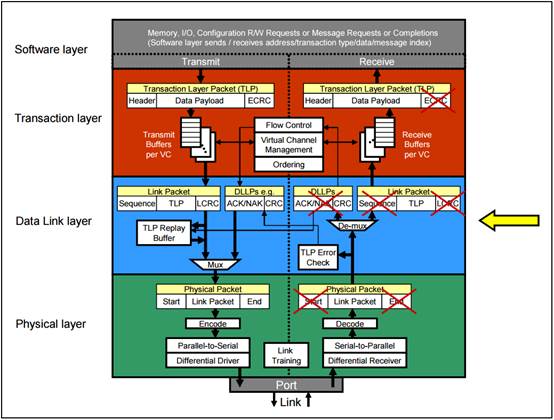 Software layer
Memory, I/O, Configuration R/W Requests or Message Requests or Completions
(Software layer sends / receives address/transaction type/data/message index)
Transmit
Receive
Transaction layer
Transaction Layer Packet (TLP)
Header Data Payload ECRC
Transmit
Buffers
per VC
Flow Control
Virtual Channel
Management
Ordering
Transaction Layer Packet (TLP)
Header Data Payload ECRC
Receive
Buffers
per VC
Data Link layer
Link Packet
Sequence TLP LCRC
DLLPs e.g.
ACK/NAK CRC
TLP Replay
Buffer
Mux
DLLPs
ACK/NAK CRC
Link Packet
Sequence TLP LCRC
De-mux
TLP Error
Check
Physical layer
Physical Packet
Start Link Packet End
Encode
Parallel-to-Serial
Differential Driver
Link
Training
Physical Packet
Start Link Packet End
Decode
Serial-to-Parallel
Differential Receiver
Port
Link